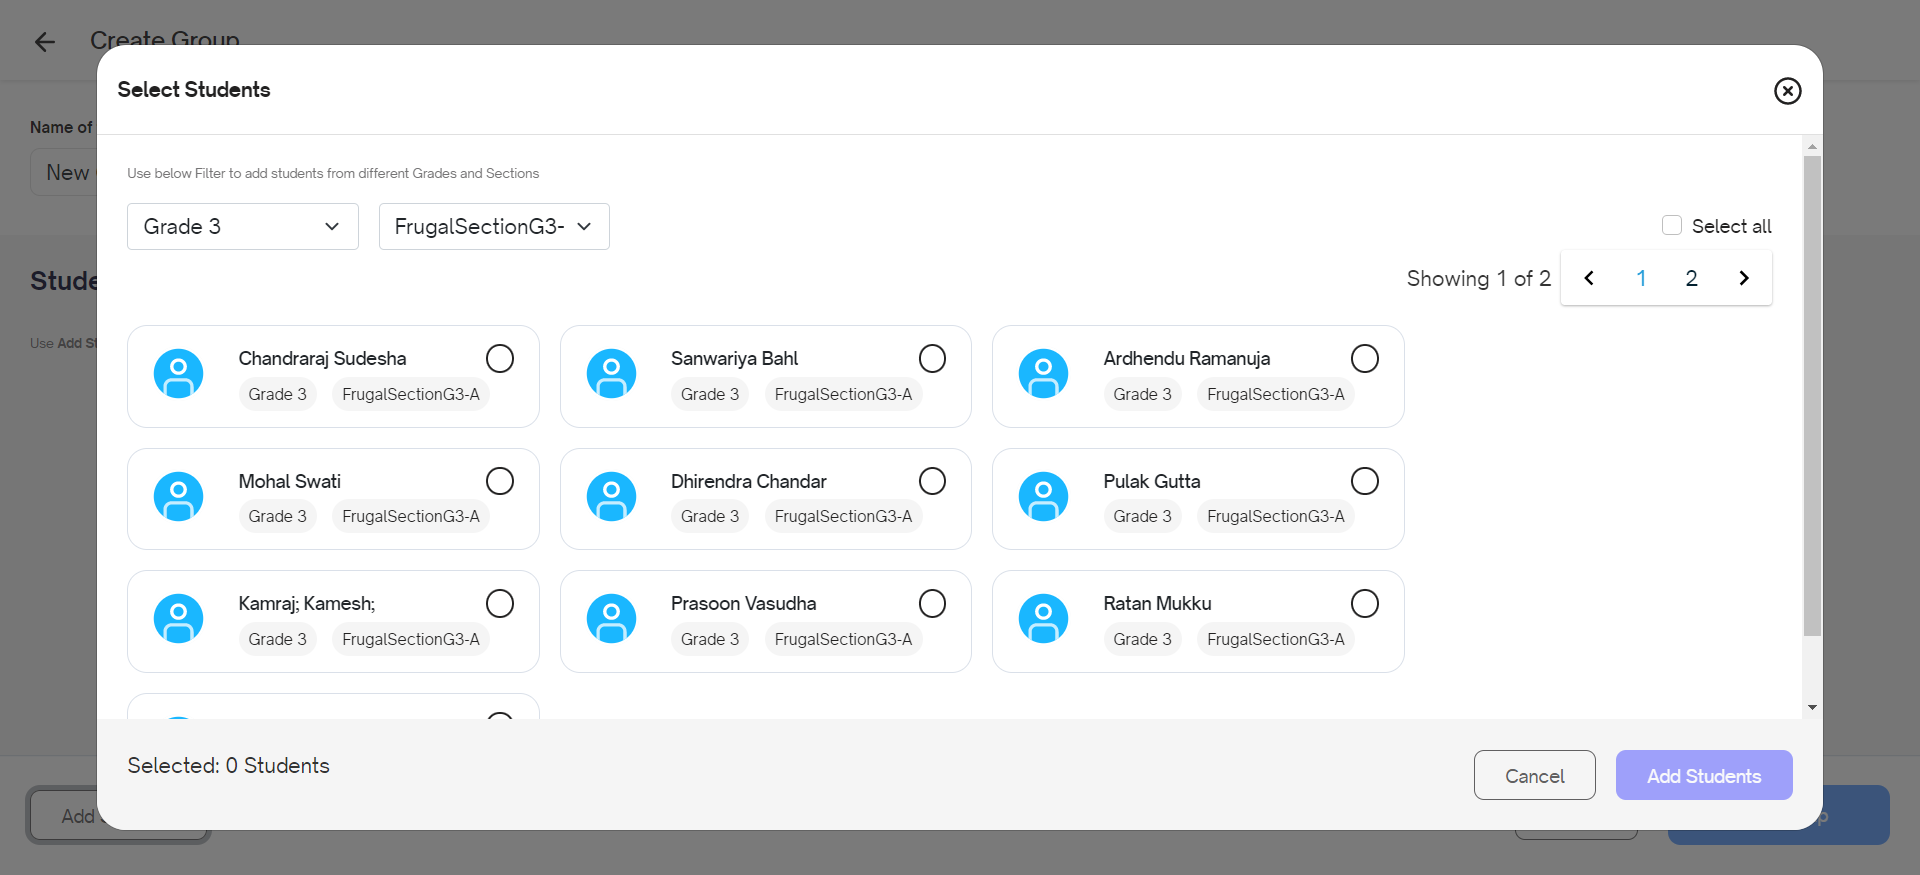 Create Group
Select Students
Name of
New
Use below Filter to add students from different Grades and Sections
Grade 3
FrugalSectionG3-
Select all
Showing 1 of 2
1
2
Stude
Use Add St
Chandraraj Sudesha
Grade 3
FrugalSectionG3-A
Sanwariya Bahl
Grade 3
FrugalSectionG3-A
Ardhendu Ramanuja
Grade 3
FrugalSectionG3-A
Mohal Swati
Grade 3
FrugalSectionG3-A
Dhirendra Chandar
Grade 3
FrugalSectionG3-A
Pulak Gutta
Grade 3
FrugalSectionG3-A
Kamraj; Kamesh;
Grade 3
FrugalSectionG3-A
Prasoon Vasudha
Grade 3
FrugalSectionG3-A
Ratan Mukku
Grade 3
FrugalSectionG3-A
Selected: 0 Students
Cancel
Add Students
Add